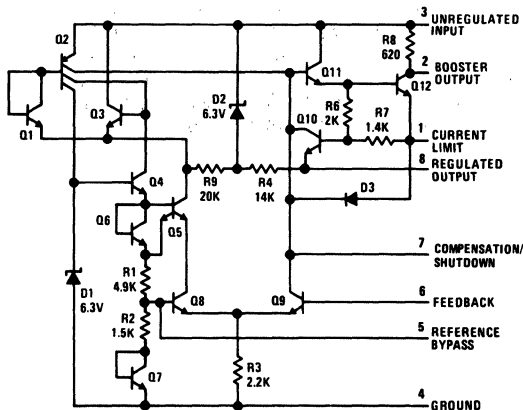 3 UNREGULATED INPUT
R8 620
2 BOOSTER OUTPUT
Q2
Q11
Q12
Q1
Q3
D2 6.3V
Q10
R6 2K
R7 1.4K
1 CURRENT LIMIT
8 REGULATED OUTPUT
R9 20K
R4 14K
D3
Q4
Q6
Q5
7 COMPENSATION/ SHUTDOWN
D1 6.3V
R1 4.9K
Q8
Q9
6 FEEDBACK
R2 1.5K
5 REFERENCE BYPASS
Q7
R3 2.2K
4 GROUND